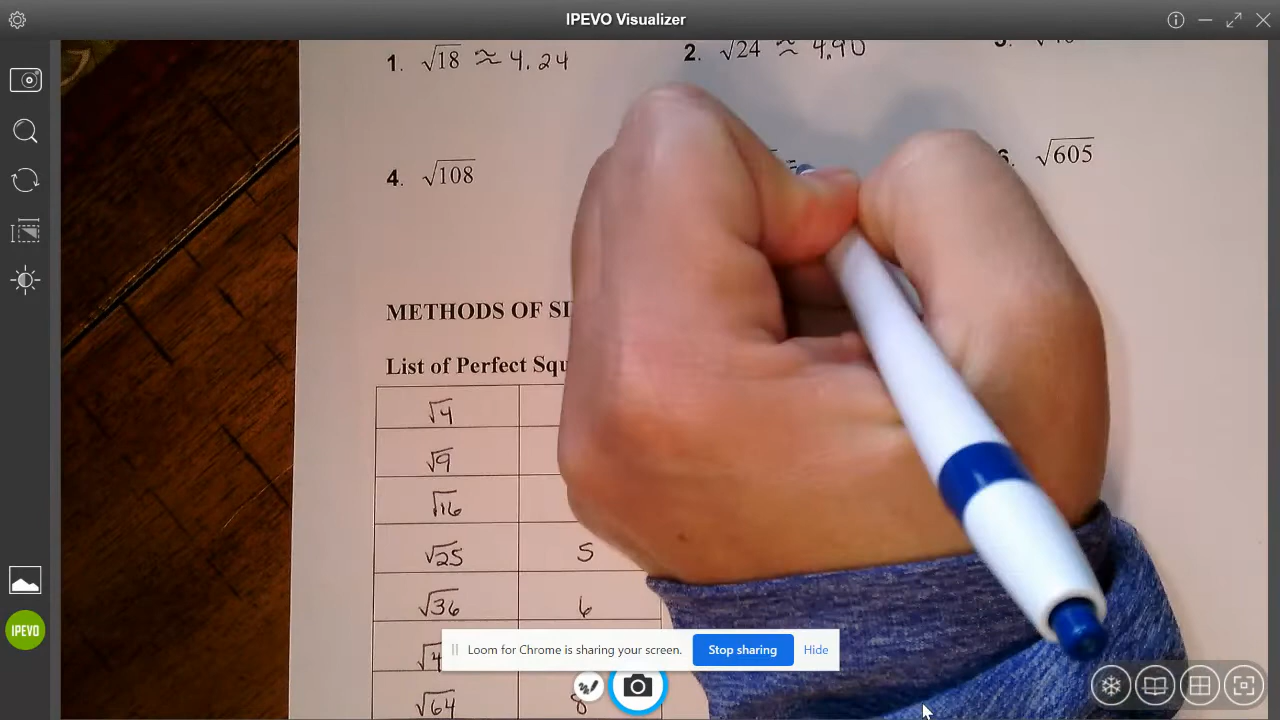 IPEVO Visualizer
1. √18 ≈ 4.24
2. √24 ≈ 4.90
4. √108
6. √605
METHODS OF
List of Perfect
√4
√9
√16
√25 5
√36 6
√64 8
Loom for Chrome is sharing your screen. Stop sharing Hide
IPEVO